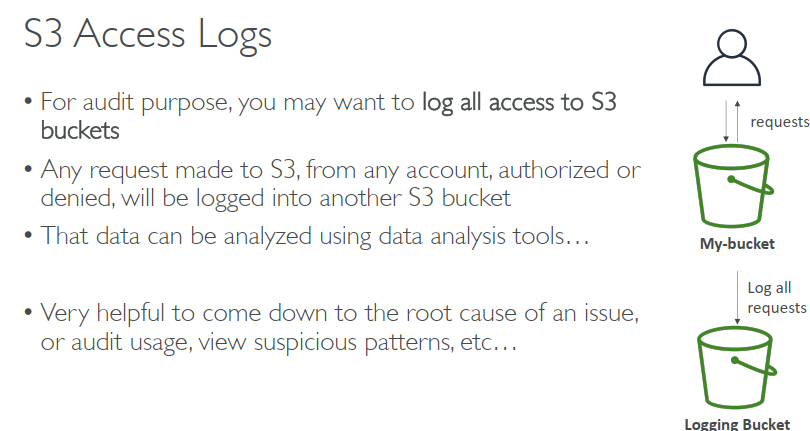 S3 Access Logs
• For audit purpose, you may want to log all access to S3
buckets
• Any request made to S3, from any account, authorized or
denied, will be logged into another S3 bucket
• That data can be analyzed using data analysis tools…
• Very helpful to come down to the root cause of an issue,
or audit usage, view suspicious patterns, etc…
requests
My-bucket
Log all
requests
Logging Bucket